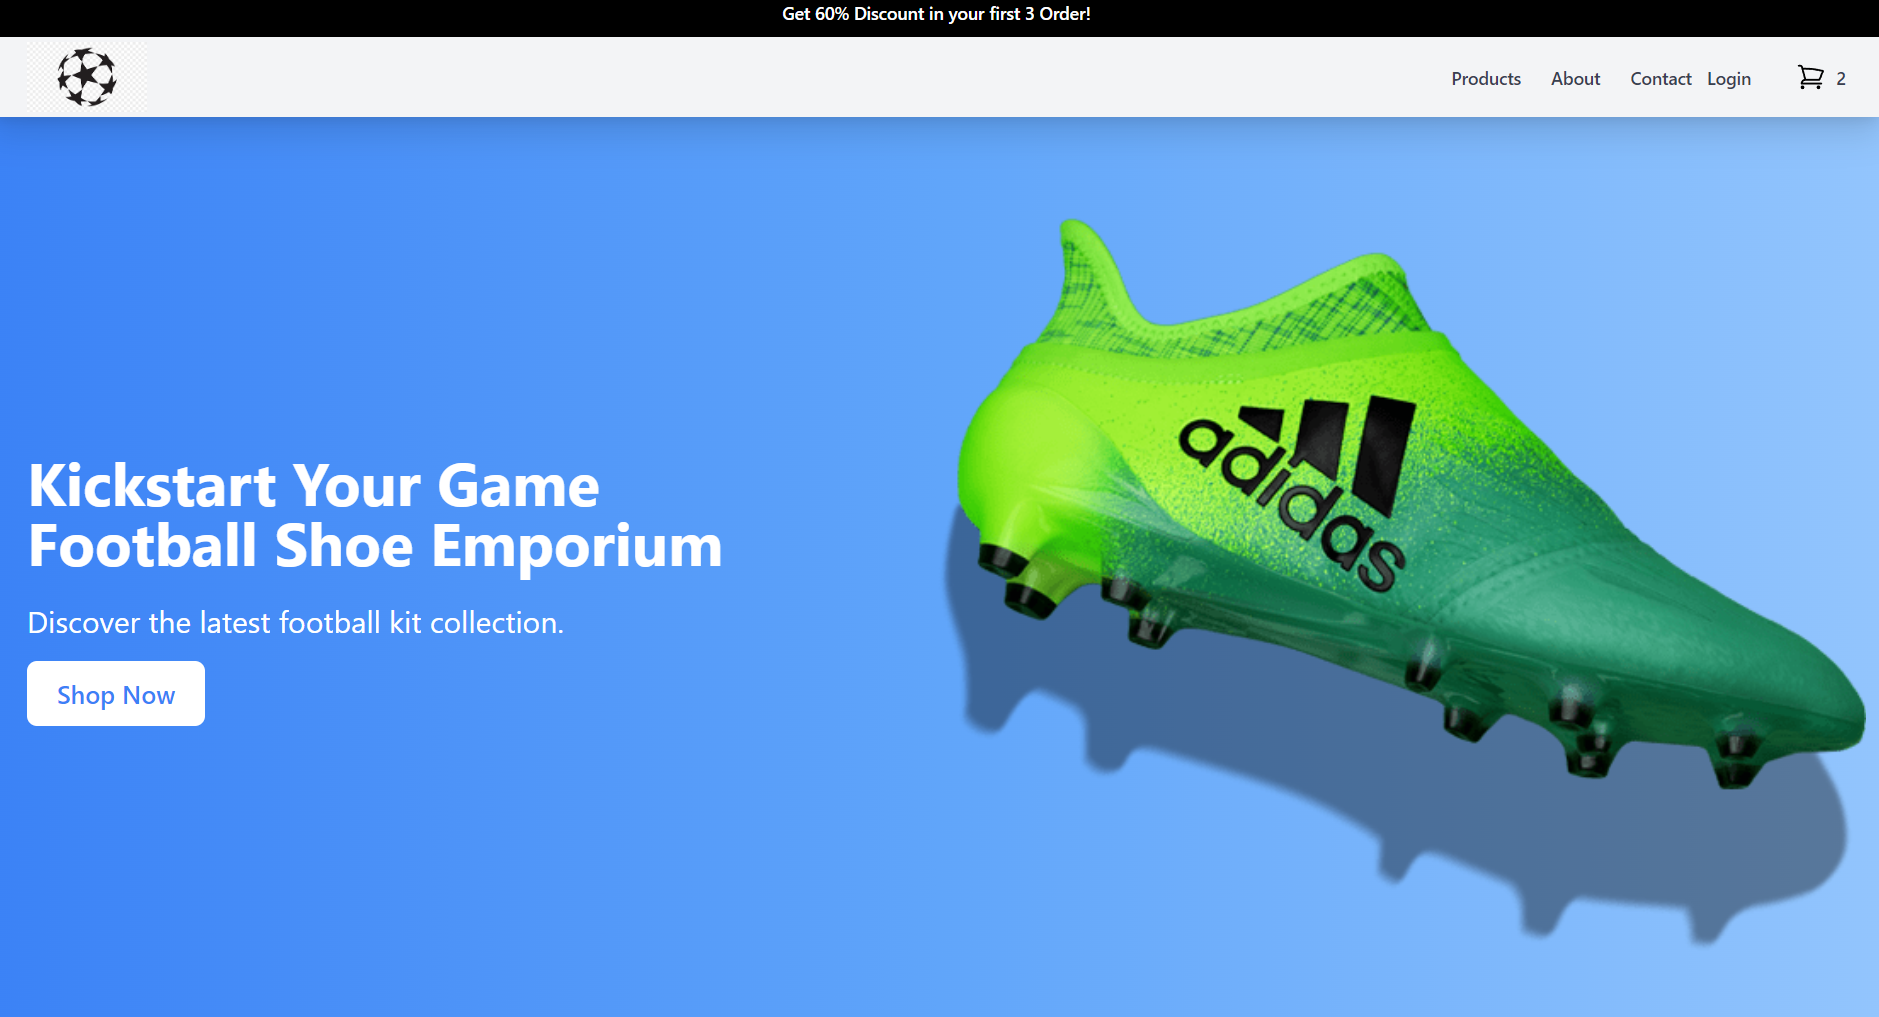 Get 60% Discount in your first 3 Order!
Products About Contact Login 2
Kickstart Your Game
Football Shoe Emporium
Discover the latest football kit collection.
Shop Now
adidas